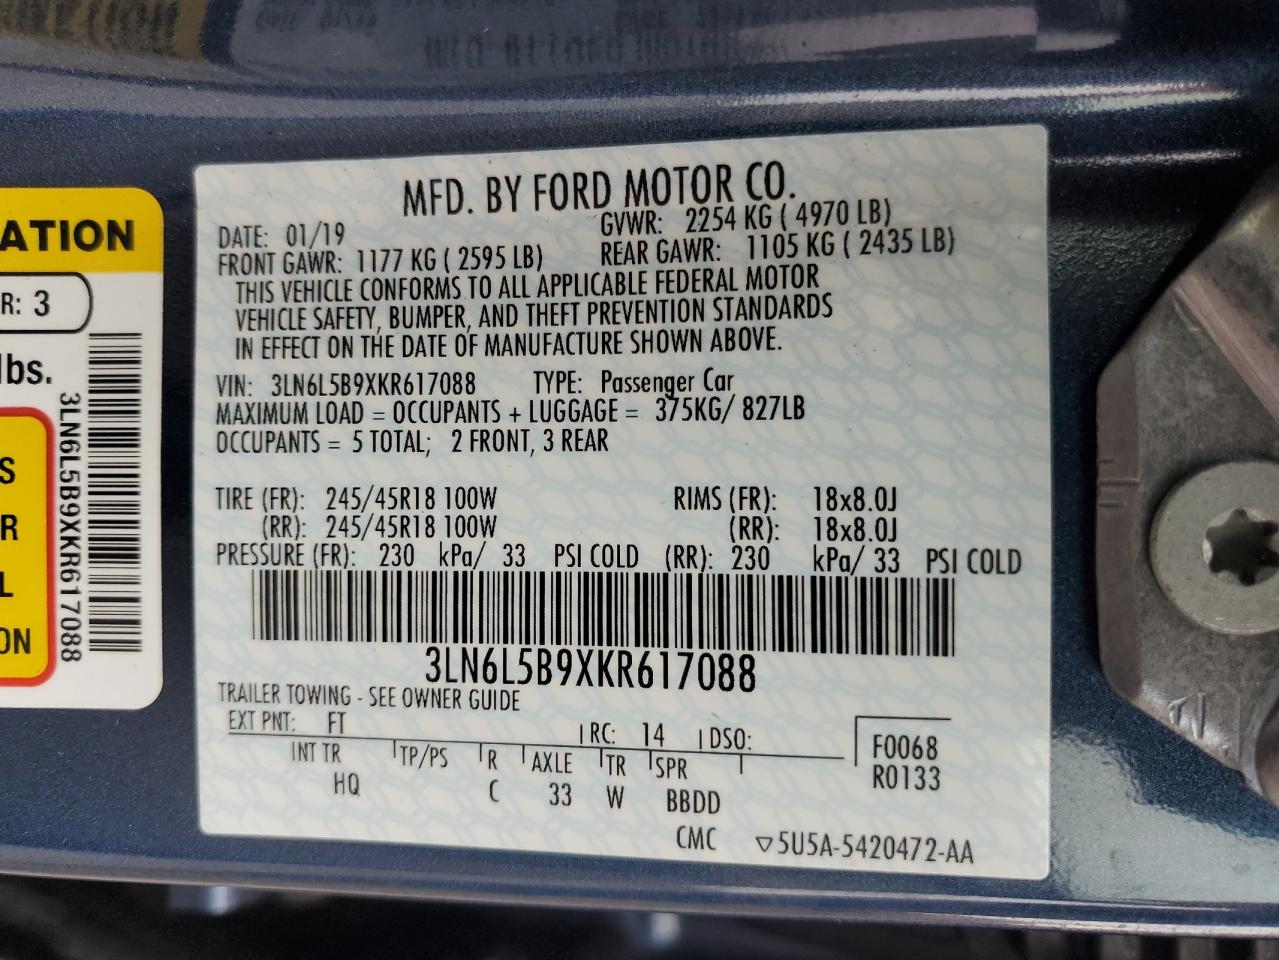 MFD. BY FORD MOTOR CO.
DATE: 01/19 GVWR: 2254 KG ( 4970 LB)
FRONT GAWR: 1177 KG ( 2595 LB) REAR GAWR: 1105 KG ( 2435 LB)
THIS VEHICLE CONFORMS TO ALL APPLICABLE FEDERAL MOTOR
VEHICLE SAFETY, BUMPER, AND THEFT PREVENTION STANDARDS
IN EFFECT ON THE DATE OF MANUFACTURE SHOWN ABOVE.
VIN: 3LN6L5B9XKR617088 TYPE: Passenger Car
MAXIMUM LOAD = OCCUPANTS + LUGGAGE = 375KG/ 827LB
OCCUPANTS = 5 TOTAL; 2 FRONT, 3 REAR
TIRE (FR): 245/45R18 100W RIMS (FR): 18x8.0J
(RR): 245/45R18 100W (RR): 18x8.0J
PRESSURE (FR): 230 kPa/ 33 PSI COLD (RR): 230 kPa/ 33 PSI COLD
3LN6L5B9XKR617088
TRAILER TOWING - SEE OWNER GUIDE
EXT PNT: FT RC: 14 DSO:
INT TR TP/PS R AXLE TR SPR
HQ C 33 W BBDD
F0068
R0133
CMC ▽5U5A-5420472-AA
ATION
R: 3
lbs.
S
R
L
ON
3LN6L5B9XKR617088